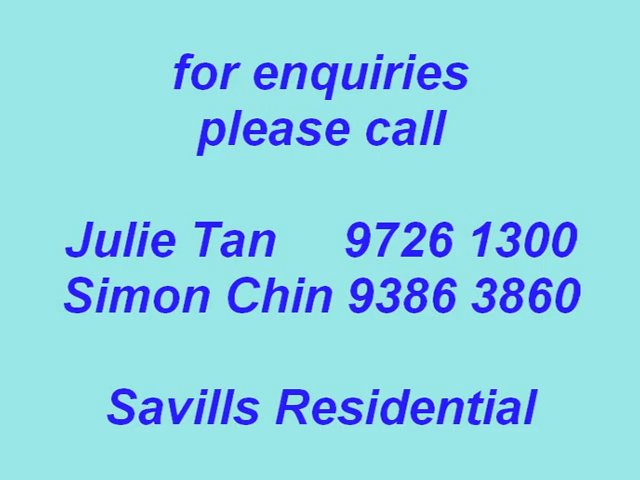 for enquiries
please call
Julie Tan 9726 1300
Simon Chin 9386 3860
Savills Residential